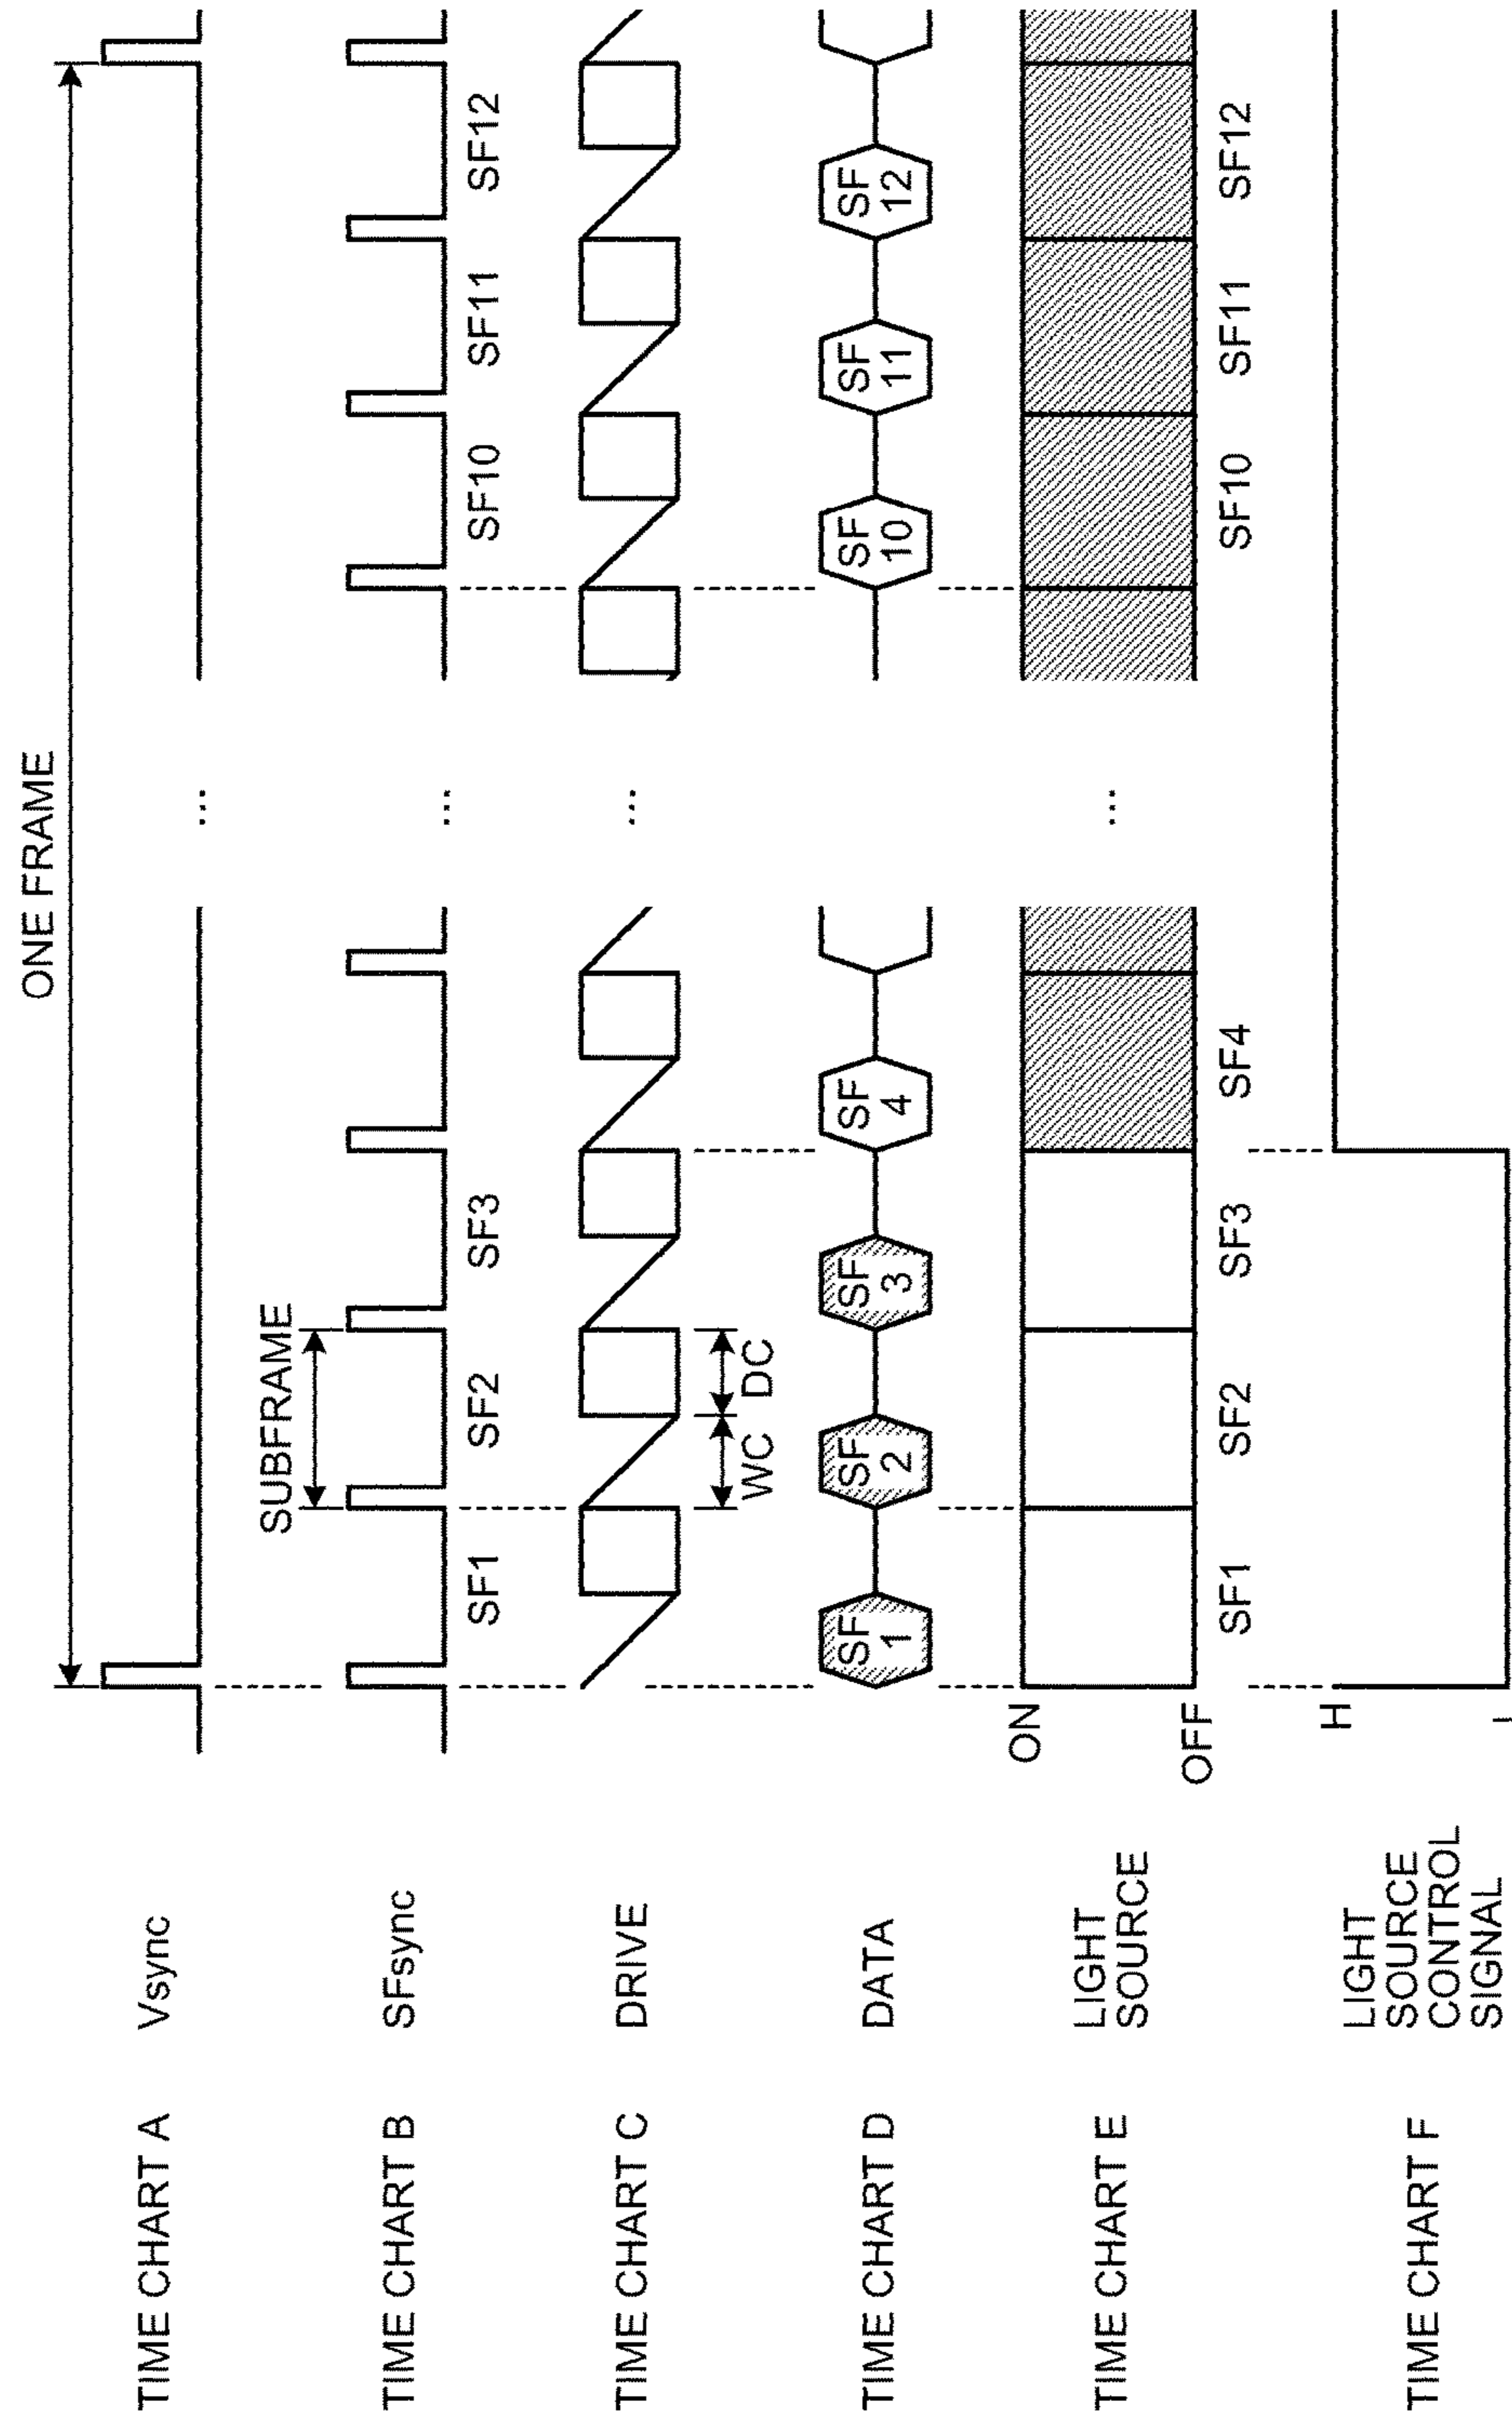 ONE FRAME
TIME CHART A Vsync
...
SUBFRAME
TIME CHART B SFsync
...
SF1 SF2 SF3 SF10 SF11 SF12
TIME CHART C DRIVE
...
WC DC
TIME CHART D DATA
SF 1
SF 2
SF 3
SF 4
SF 10
SF 11
SF 12
TIME CHART E
LIGHT
SOURCE
ON
OFF
...
SF1 SF2 SF3 SF4 SF10 SF11 SF12
TIME CHART F
LIGHT
SOURCE
CONTROL
SIGNAL
H